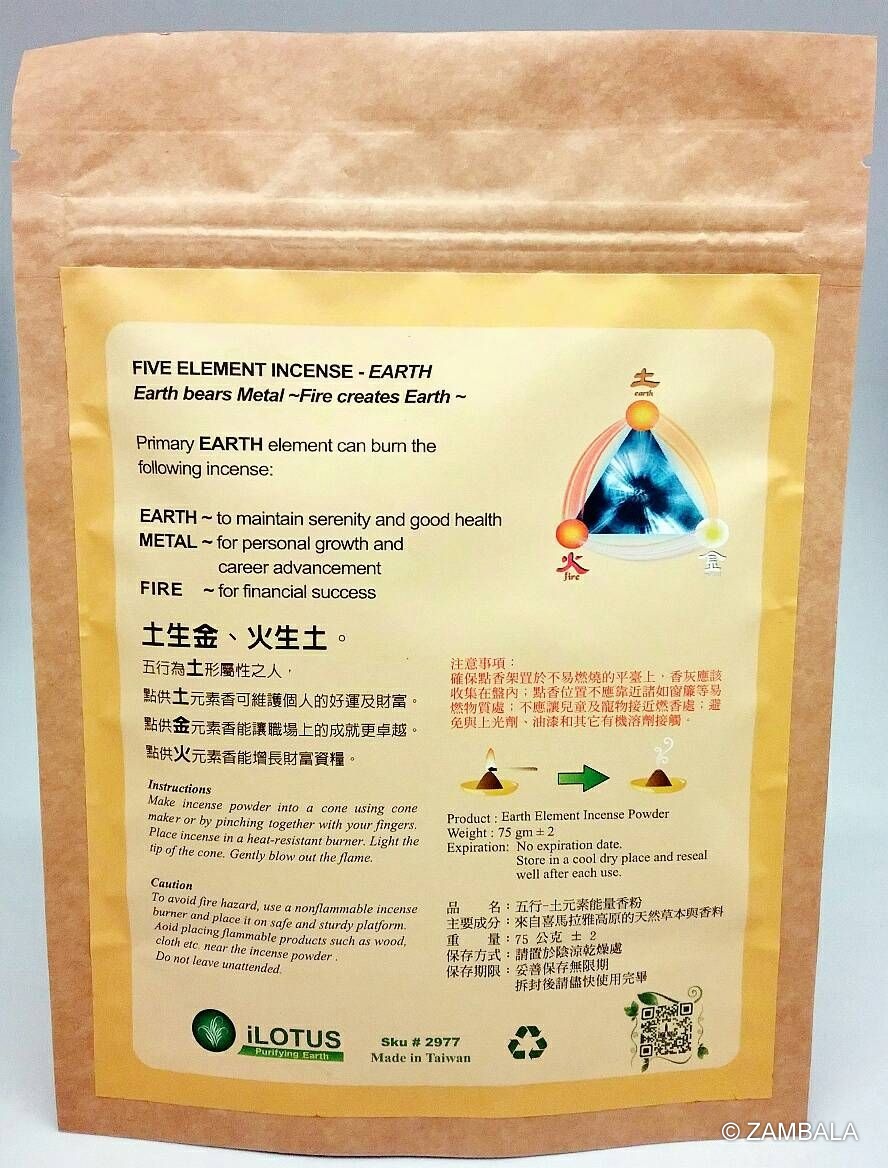 FIVE ELEMENT INCENSE - EARTH
Earth bears Metal ~Fire creates Earth ~
Primary EARTH element can burn the
following incense:
EARTH ~ to maintain serenity and good health
METAL ~ for personal growth and
career advancement
FIRE ~ for financial success
土
earth
火
fire
金
土生金、火生土。
五行為土形屬性之人，
點供土元素香可維護個人的好運及財富。
點供金元素香能讓職場上的成就更卓越。
點供火元素香能增長財富資糧。
Instructions
Make incense powder into a cone using cone
maker or by pinching together with your fingers.
Place incense in a heat-resistant burner. Light the
tip of the cone. Gently blow out the flame.
Caution
To avoid fire hazard, use a nonflammable incense
burner and place it on safe and sturdy platform.
Aoid placing flammable products such as wood,
cloth etc. near the incense powder .
Do not leave unattended.
注意事項：
確保點香架置於不易燃燒的平臺上，香灰應該
收集在盤內；點香位置不應靠近諸如窗簾等易
燃物質處；不應讓兒童及寵物接近燃香處；避
免與上光劑、油漆和其它有機溶劑接觸。
Product : Earth Element Incense Powder
Weight : 75 gm ± 2
Expiration: No expiration date.
Store in a cool dry place and reseal
well after each use.
品　　名：五行-土元素能量香粉
主要成分：來自喜馬拉雅高原的天然草本與香料
重　　量：75 公克 ± 2
保存方式：請置於陰涼乾燥處
保存期限：妥善保存無限期
拆封後請儘快使用完畢
iLOTUS
Purifying Earth
Sku # 2977
Made in Taiwan
© ZAMBALA